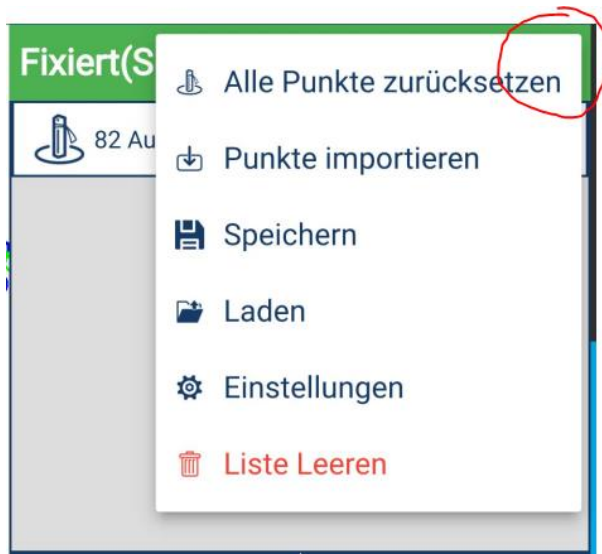 Fixiert(S
Alle Punkte zurücksetzen
82 Au
Punkte importieren
Speichern
Laden
Einstellungen
Liste Leeren